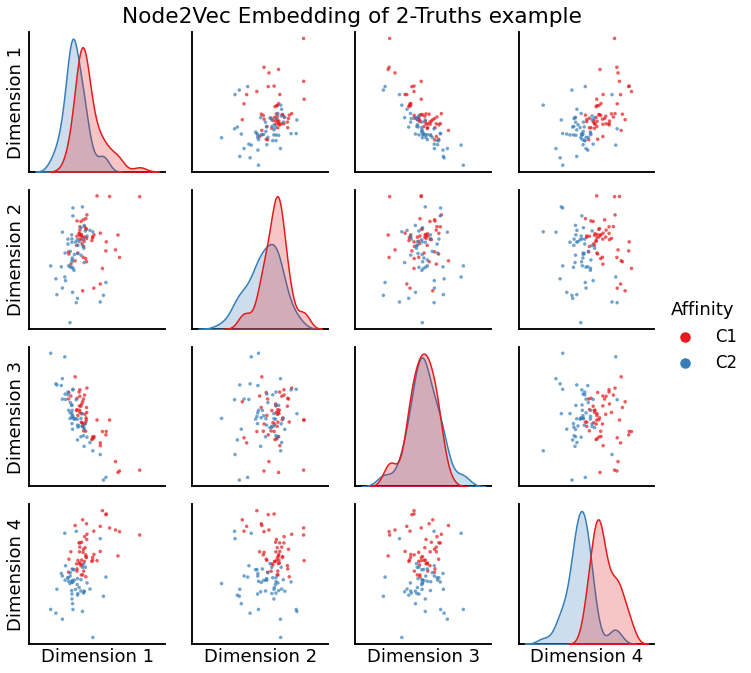 Node2Vec Embedding of 2-Truths example
Dimension 1
Dimension 2
Dimension 3
Dimension 4
Affinity
C1
C2
Dimension 1
Dimension 2
Dimension 3
Dimension 4